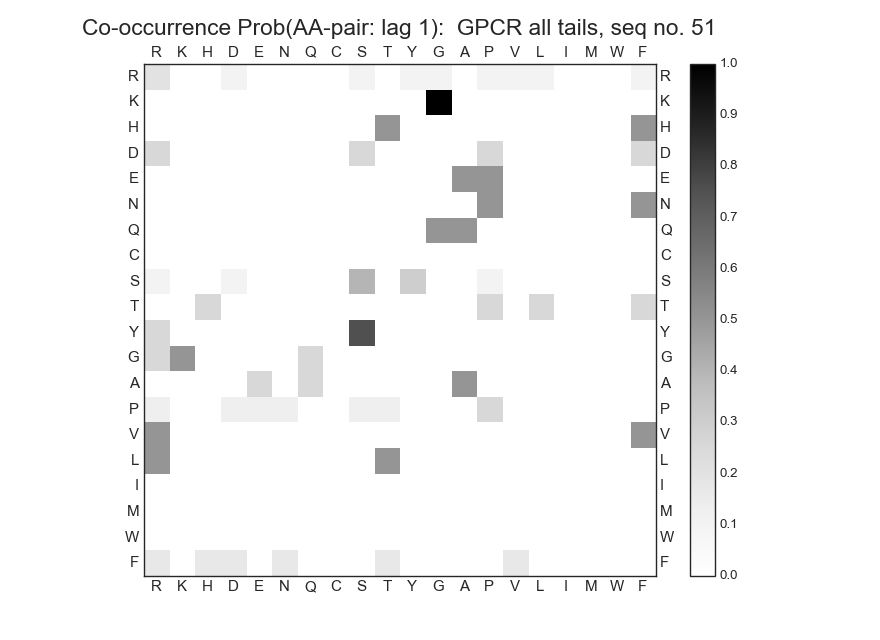 Co-occurrence Prob(AA-pair: lag 1):  GPCR all tails, seq no. 51
R K H D E N Q C S T Y G A P V L I M W F
R R 1.0
K K 0.9
H H
D D 0.8
E E
N N 0.7
Q Q
C C 0.6
S S
T T 0.5
Y Y
G G 0.4
A A
P P 0.3
V V
L L 0.2
I I
M M 0.1
W W
F F 0.0
R K H D E N Q C S T Y G A P V L I M W F